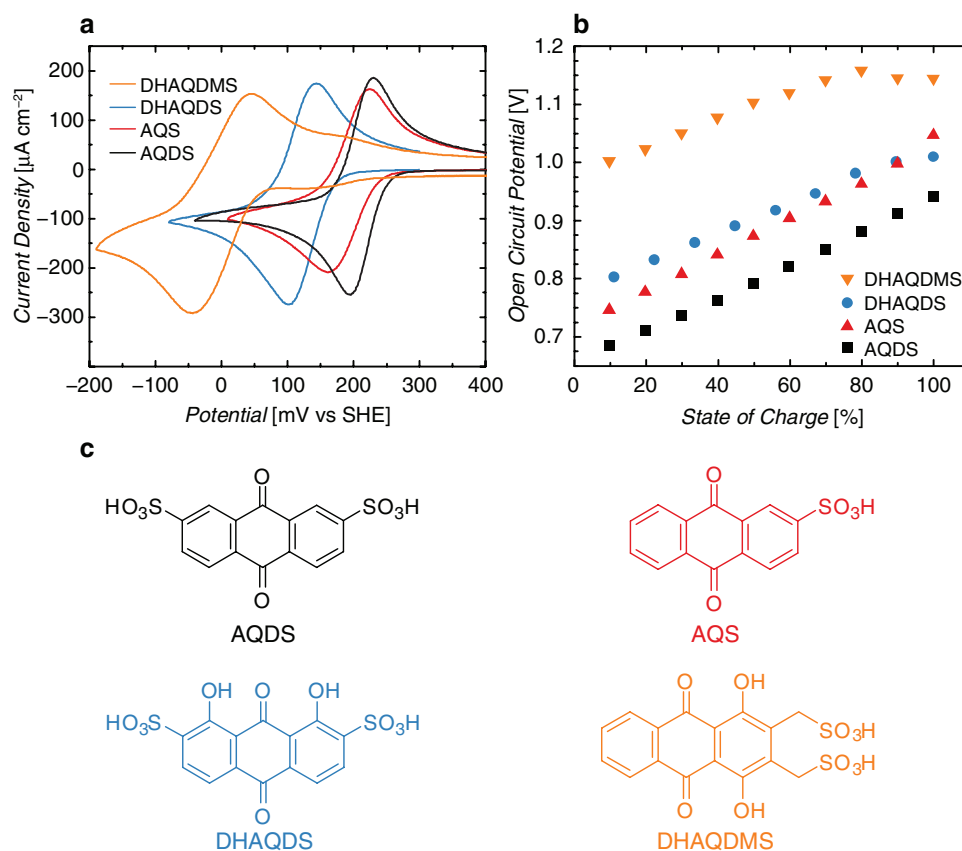 a
200
100
0
−100
−200
−300
Current Density [µA cm⁻²]
DHAQDMS
DHAQDS
AQS
AQDS
−200 −100 0 100 200 300 400
Potential [mV vs SHE]
b
1.2
1.1
1.0
0.9
0.8
0.7
Open Circuit Potential [V]
DHAQDMS
DHAQDS
AQS
AQDS
0 20 40 60 80 100
State of Charge [%]
c
O
HO₃S SO₃H
O
AQDS
O
SO₃H
O
AQS
OH O OH
HO₃S SO₃H
O
DHAQDS
O OH
SO₃H
SO₃H
O OH
DHAQDMS